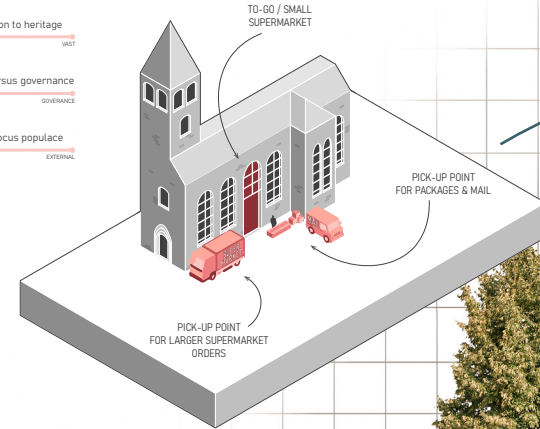 TO-GO / SMALL
SUPERMARKET
on to heritage
VAST
rsus governance
GOVERANCE
ocus populace
EXTERNAL
PICK-UP POINT
FOR PACKAGES & MAIL
PICK-UP POINT
FOR LARGER SUPERMARKET
ORDERS